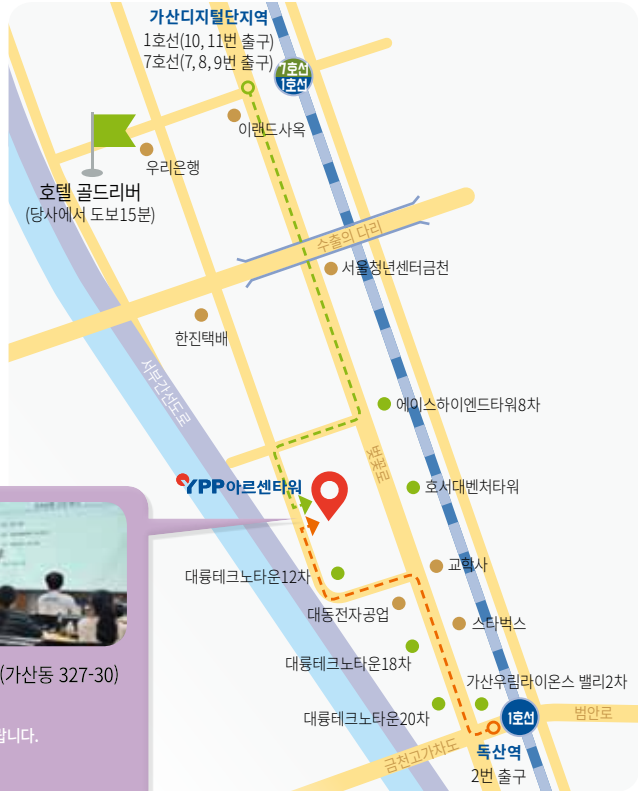 가산디지털단지역
1호선(10, 11번 출구)
7호선(7, 8, 9번 출구)
7호선
1호선
이랜드사옥
우리은행
호텔 골드리버
(당사에서 도보15분)
수출의 다리
서울청년센터금천
한진택배
서부간선도로
에이스하이엔드타워8차
벚꽃로
YPP아르센타워
호서대벤처타워
교학사
대륭테크노타운12차
대동전자공업
스타벅스
대륭테크노타운18차
(가산동 327-30)
가산우림라이온스 밸리2차
대륭테크노타운20차
1호선
범안로
랍니다.
금천고가차도
독산역
2번 출구